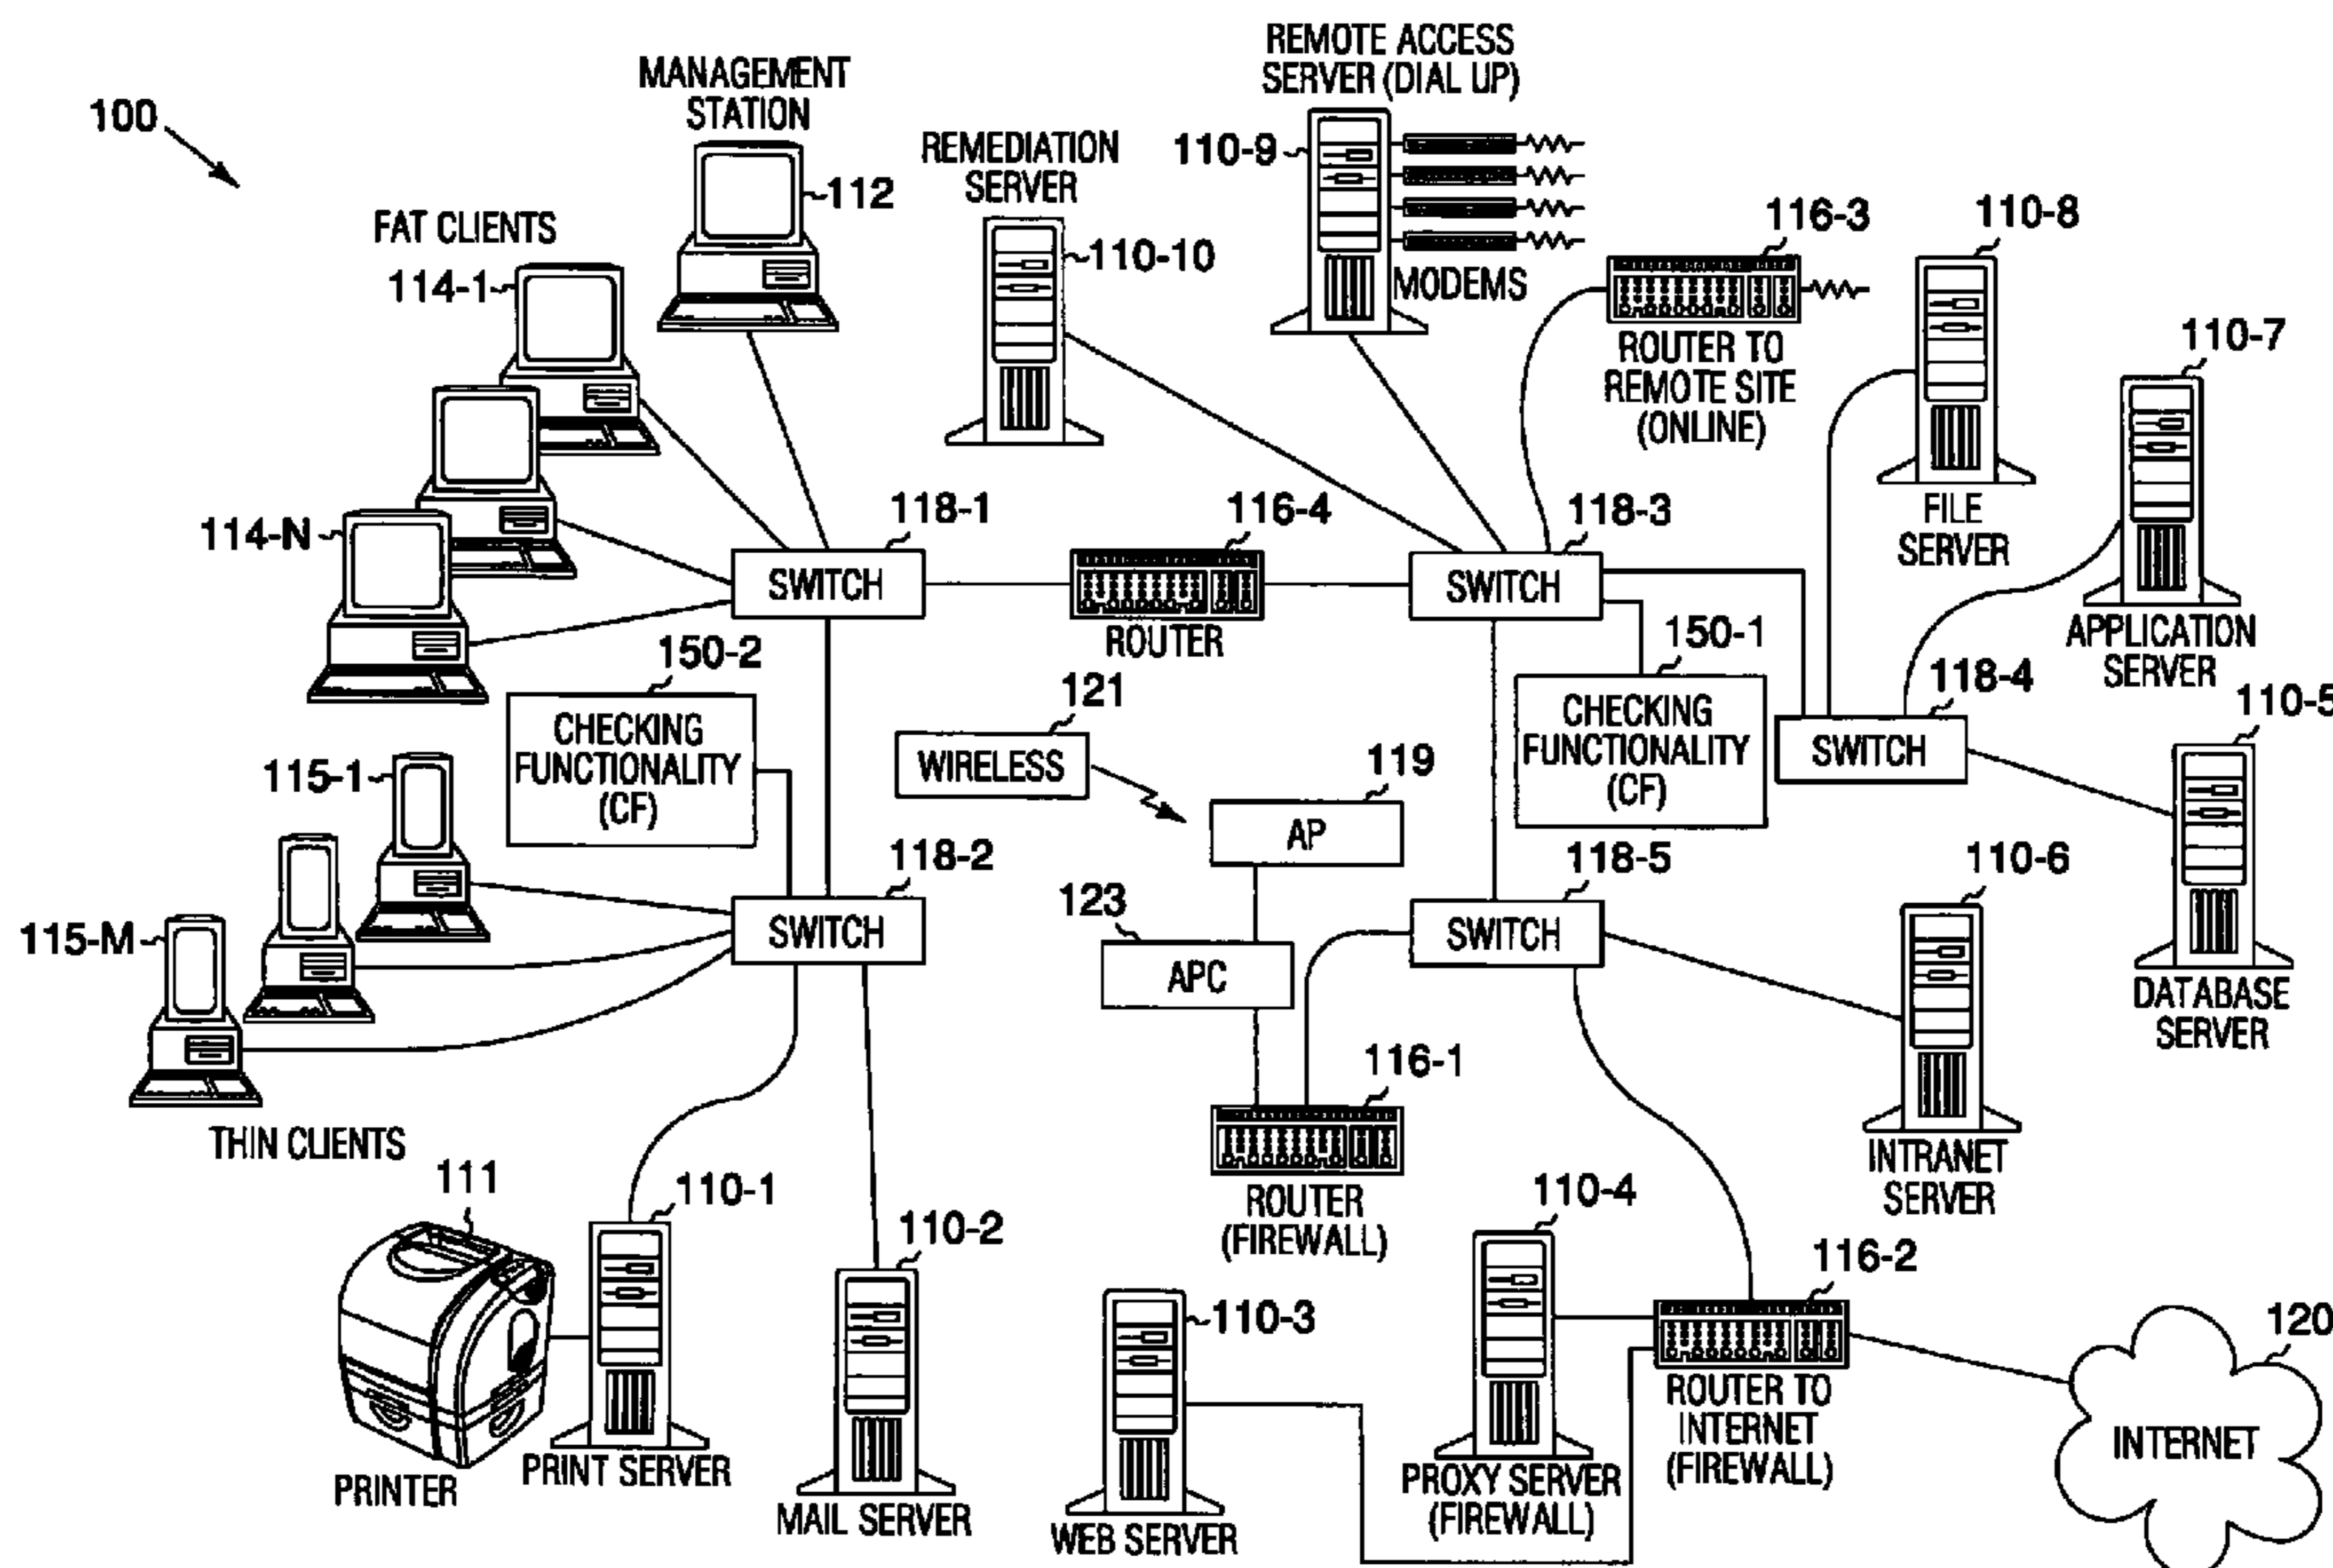 REMOTE ACCESS
SERVER (DIAL UP)
MANAGEMENT
STATION
100
REMEDIATION
SERVER
110-9
112
116-3
110-8
FAT CLIENTS
110-10
114-1
MODEMS
110-7
ROUTER TO
REMOTE SITE
(ONLINE)
118-1
116-4
118-3
FILE
SERVER
114-N
SWITCH
SWITCH
ROUTER
APPLICATION
SERVER
150-2
150-1
121
118-4
110-5
CHECKING
FUNCTIONALITY
(CF)
CHECKING
FUNCTIONALITY
(CF)
WIRELESS
SWITCH
119
115-1
AP
118-2
118-5
110-6
123
115-M
SWITCH
SWITCH
APC
DATABASE
SERVER
116-1
THIN CLIENTS
INTRANET
SERVER
111
110-1
ROUTER
(FIREWALL)
110-4
110-2
116-2
110-3
120
ROUTER TO
INTERNET
(FIREWALL)
INTERNET
PRINTER
PRINT SERVER
PROXY SERVER
(FIREWALL)
MAIL SERVER
WEB SERVER